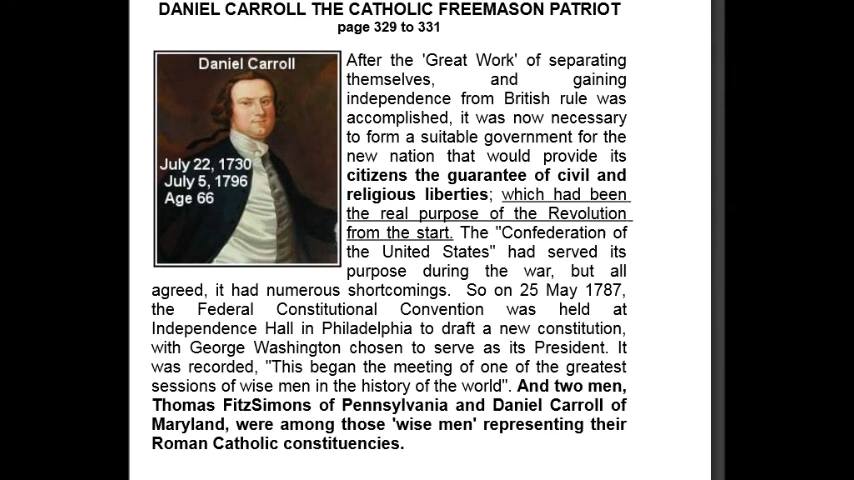 DANIEL CARROLL THE CATHOLIC FREEMASON PATRIOT
page 329 to 331
Daniel Carroll
July 22, 1730
July 5, 1796
Age 66
After the 'Great Work' of separating
themselves, and gaining
independence from British rule was
accomplished, it was now necessary
to form a suitable government for the
new nation that would provide its
citizens the guarantee of civil and
religious liberties; which had been
the real purpose of the Revolution
from the start. The "Confederation of
the United States" had served its
purpose during the war, but all
agreed, it had numerous shortcomings. So on 25 May 1787,
the Federal Constitutional Convention was held at
Independence Hall in Philadelphia to draft a new constitution,
with George Washington chosen to serve as its President. It
was recorded, "This began the meeting of one of the greatest
sessions of wise men in the history of the world". And two men,
Thomas FitzSimons of Pennsylvania and Daniel Carroll of
Maryland, were among those 'wise men' representing their
Roman Catholic constituencies.